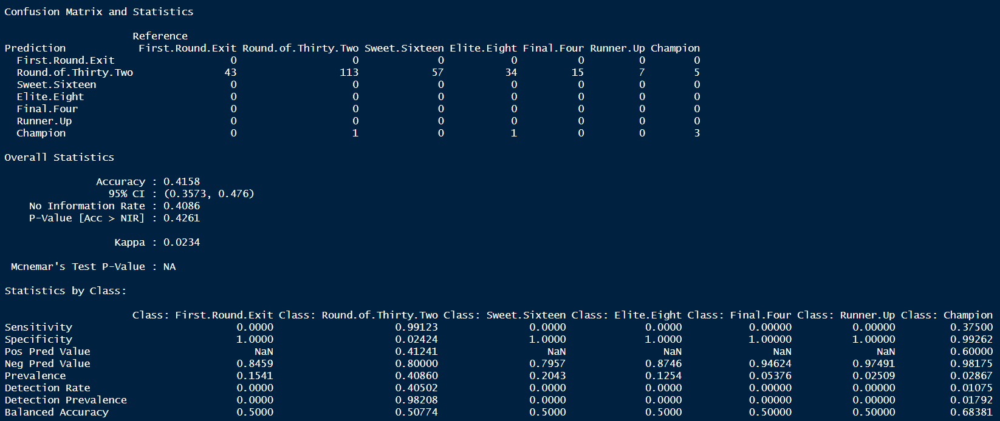 Confusion Matrix and Statistics
Reference
Prediction First.Round.Exit Round.of.Thirty.Two Sweet.Sixteen Elite.Eight Final.Four Runner.Up Champion
First.Round.Exit 0 0 0 0 0 0 0
Round.of.Thirty.Two 43 113 57 34 15 7 5
Sweet.Sixteen 0 0 0 0 0 0 0
Elite.Eight 0 0 0 0 0 0 0
Final.Four 0 0 0 0 0 0 0
Runner.Up 0 0 0 0 0 0 0
Champion 0 1 0 1 0 0 3
Overall Statistics
Accuracy : 0.4158
95% CI : (0.3573, 0.476)
No Information Rate : 0.4086
P-Value [Acc > NIR] : 0.4261
Kappa : 0.0234
Mcnemar's Test P-Value : NA
Statistics by Class:
Class: First.Round.Exit Class: Round.of.Thirty.Two Class: Sweet.Sixteen Class: Elite.Eight Class: Final.Four Class: Runner.Up Class: Champion
Sensitivity 0.0000 0.99123 0.0000 0.0000 0.00000 0.00000 0.37500
Specificity 1.0000 0.02424 1.0000 1.0000 1.00000 1.00000 0.99262
Pos Pred Value NaN 0.41241 NaN NaN NaN NaN 0.60000
Neg Pred Value 0.8459 0.80000 0.7957 0.8746 0.94624 0.97491 0.98175
Prevalence 0.1541 0.40860 0.2043 0.1254 0.05376 0.02509 0.02867
Detection Rate 0.0000 0.40502 0.0000 0.0000 0.00000 0.00000 0.01075
Detection Prevalence 0.0000 0.98208 0.0000 0.0000 0.00000 0.00000 0.01792
Balanced Accuracy 0.5000 0.50774 0.5000 0.5000 0.50000 0.50000 0.68381